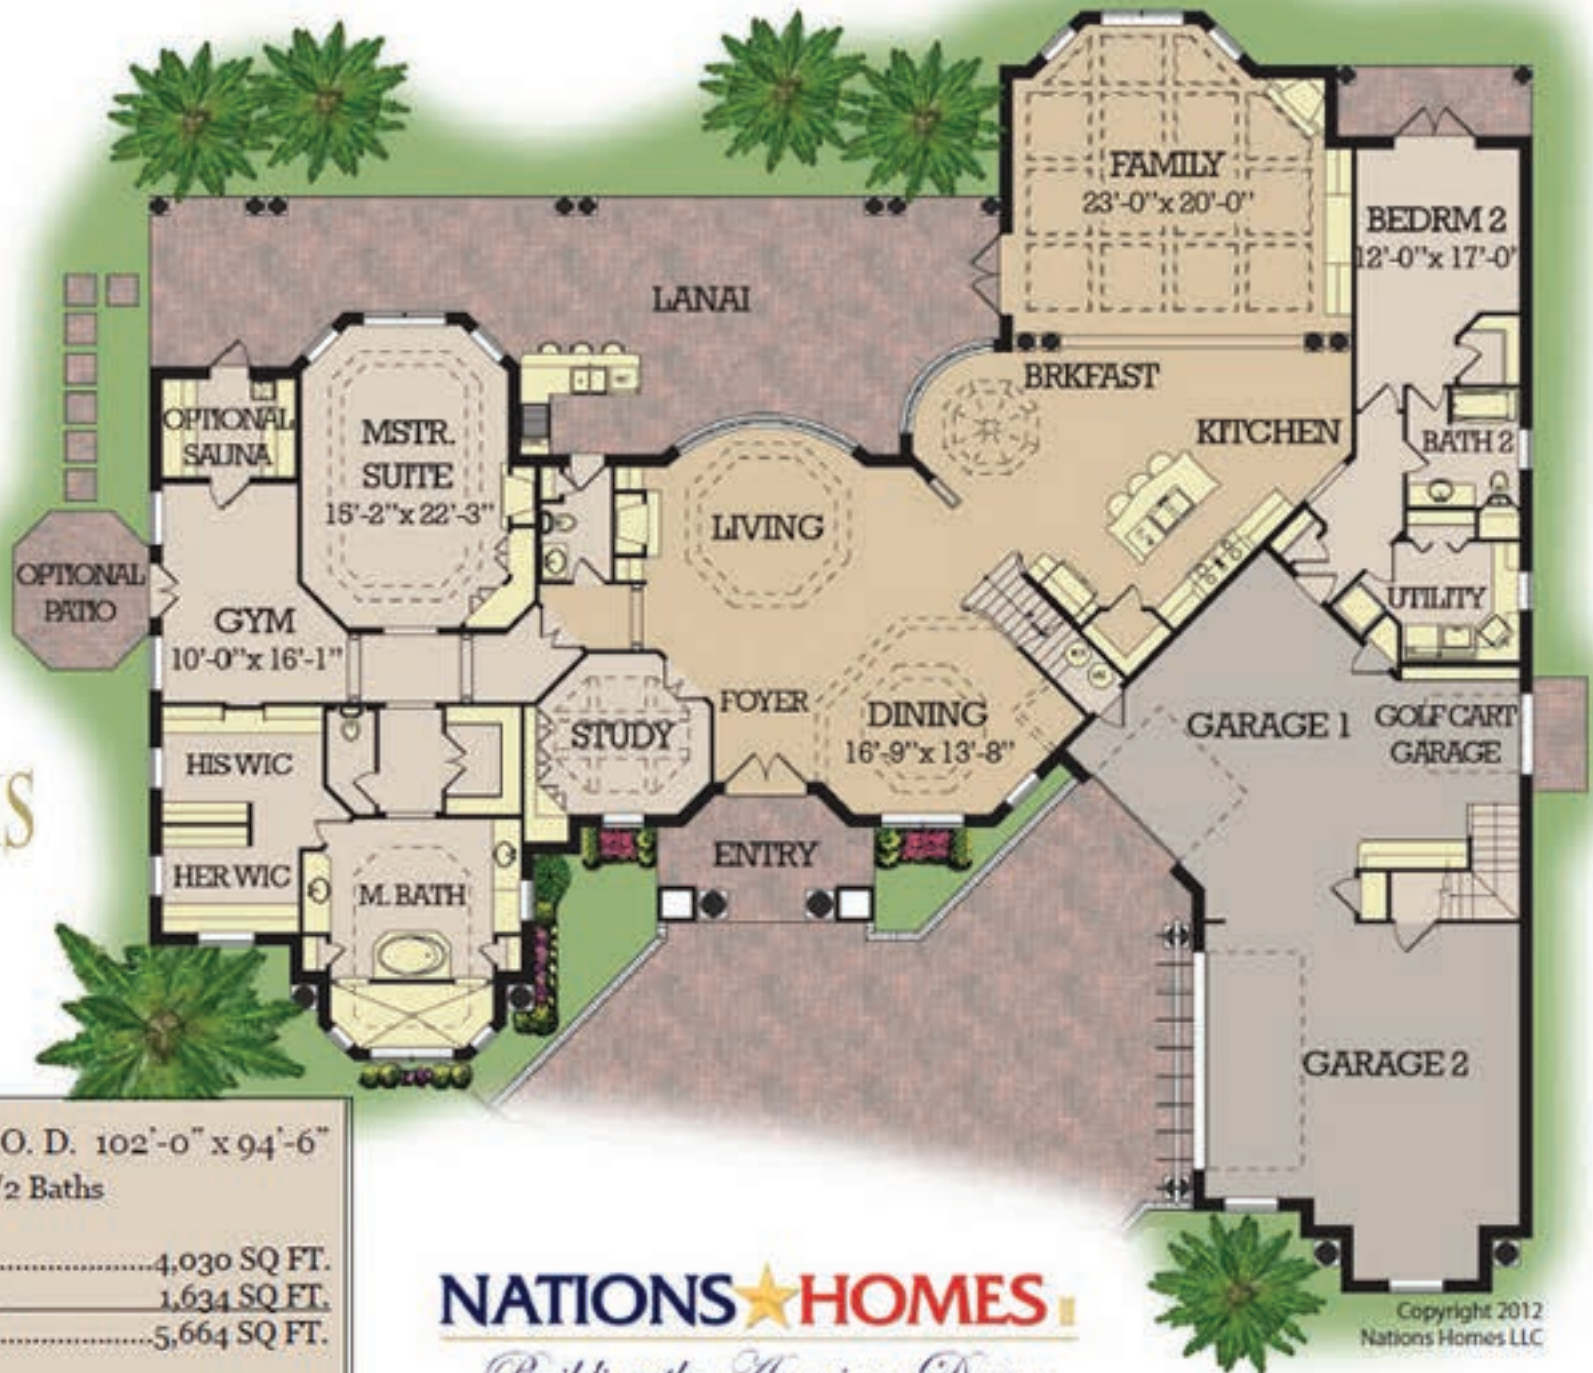 FAMILY
23'-0" x 20'-0"
BEDRM 2
12'-0" x 17'-0"
LANAI
BRKFAST
KITCHEN
OPTIONAL
SAUNA
MSTR.
SUITE
15'-2" x 22'-3"
BATH 2
LIVING
OPTIONAL
PATIO
GYM
10'-0" x 16'-1"
UTILITY
FOYER
DINING
16'-9" x 13'-8"
STUDY
GARAGE 1
GOLF CART
GARAGE
HIS WIC
HER WIC
M. BATH
ENTRY
GARAGE 2
O. D. 102'-0" x 94'-6"
/2 Baths
4,030 SQ FT.
1,634 SQ FT.
5,664 SQ FT.
NATIONS HOMES II
Copyright 2012
Nations Homes LLC